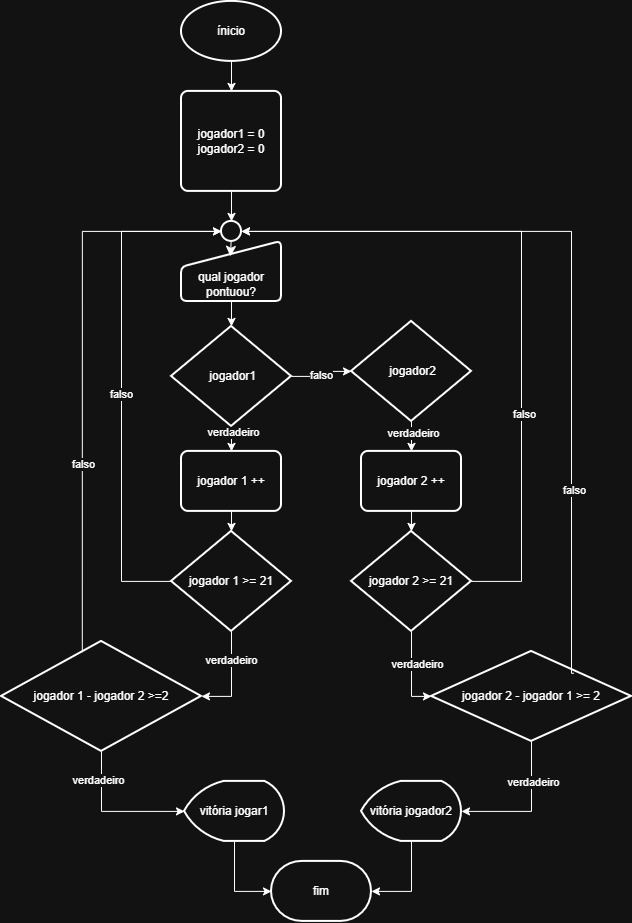 ínicio
jogador1 = 0
jogador2 = 0
qual jogador
pontuou?
jogador1
falso
jogador2
falso
falso
verdadeiro
verdadeiro
falso
falso
jogador 1 ++
jogador 2 ++
jogador 1 >= 21
jogador 2 >= 21
verdadeiro
verdadeiro
jogador 1 - jogador 2 >=2
jogador 2 - jogador 1 >= 2
verdadeiro
verdadeiro
vitória jogar1
vitória jogador2
fim